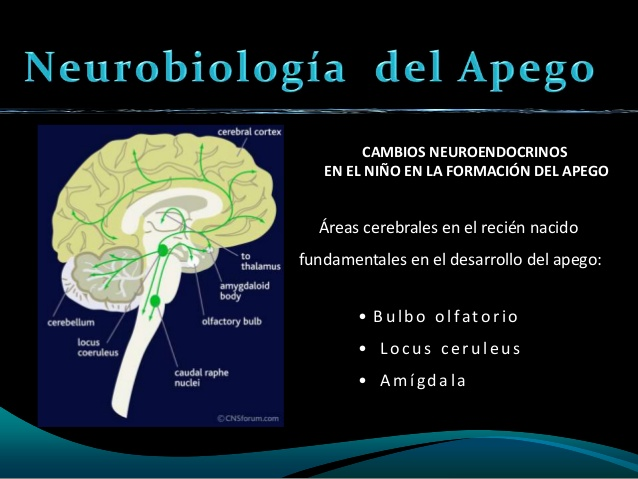 Neurobiología del Apego
cerebral cortex
to
thalamus
amygdaloid
body
olfactory bulb
cerebellum
locus
coeruleus
caudal raphe
nuclei
©CNSforum.com
CAMBIOS NEUROENDOCRINOS
EN EL NIÑO EN LA FORMACIÓN DEL APEGO
Áreas cerebrales en el recién nacido
fundamentales en el desarrollo del apego:
• Bulbo olfatorio
• Locus ceruleus
• Amígdala